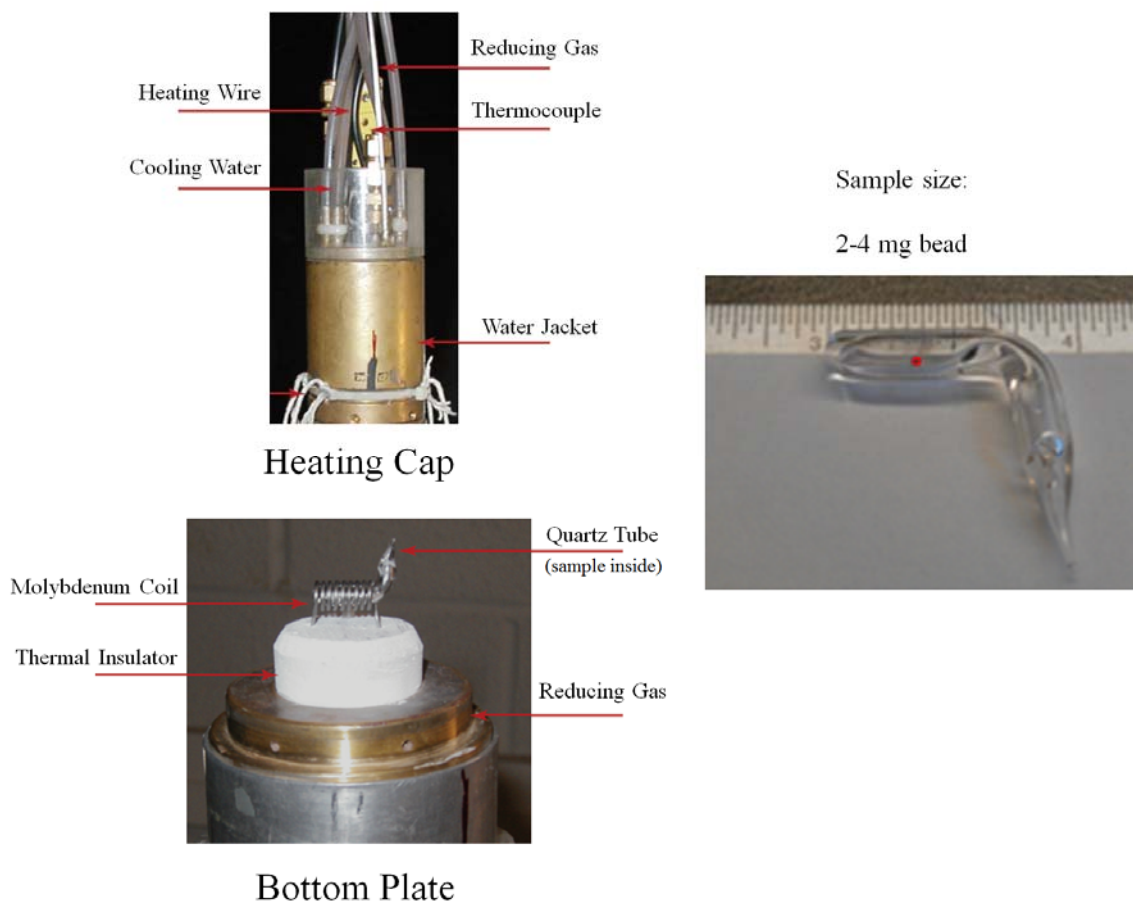 Reducing Gas
Heating Wire
Thermocouple
Cooling Water
Water Jacket
Heating Cap
Sample size:
2-4 mg bead
3
4
Quartz Tube
(sample inside)
Molybdenum Coil
Thermal Insulator
Reducing Gas
Bottom Plate